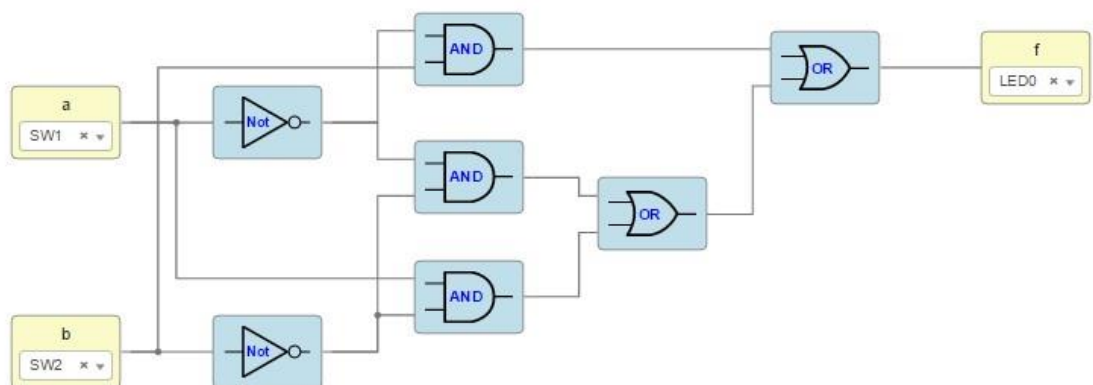 AND
OR
f
LED0 ×
a
SW1 ×
Not
AND
OR
AND
b
SW2 ×
Not